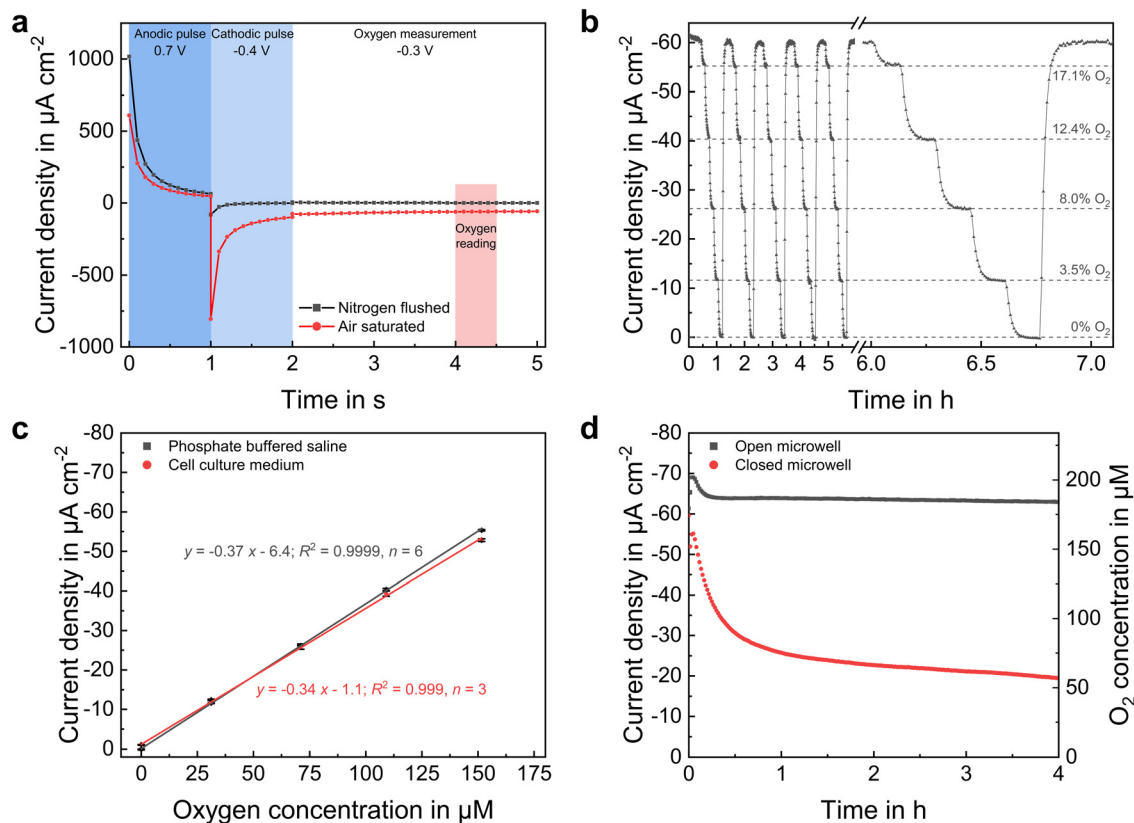 a
Anodic pulse
0.7 V
Cathodic pulse
-0.4 V
Oxygen measurement
-0.3 V
Current density in µA cm-2
1000
500
0
-500
-1000
Oxygen
reading
Nitrogen flushed
Air saturated
0 1 2 3 4 5
Time in s
b
Current density in µA cm-2
-60
-50
-40
-30
-20
-10
0
17.1% O2
12.4% O2
8.0% O2
3.5% O2
0% O2
0 1 2 3 4 5 6.0 6.5 7.0
Time in h
c
Current density in µA cm-2
-80
-70
-60
-50
-40
-30
-20
-10
0
Phosphate buffered saline
Cell culture medium
y = -0.37 x - 6.4; R2 = 0.9999, n = 6
y = -0.34 x - 1.1; R2 = 0.999, n = 3
0 25 50 75 100 125 150 175
Oxygen concentration in µM
d
Current density in µA cm-2
-80
-70
-60
-50
-40
-30
-20
-10
0
Open microwell
Closed microwell
200
150
100
50
0
O2 concentration in µM
0 1 2 3 4
Time in h